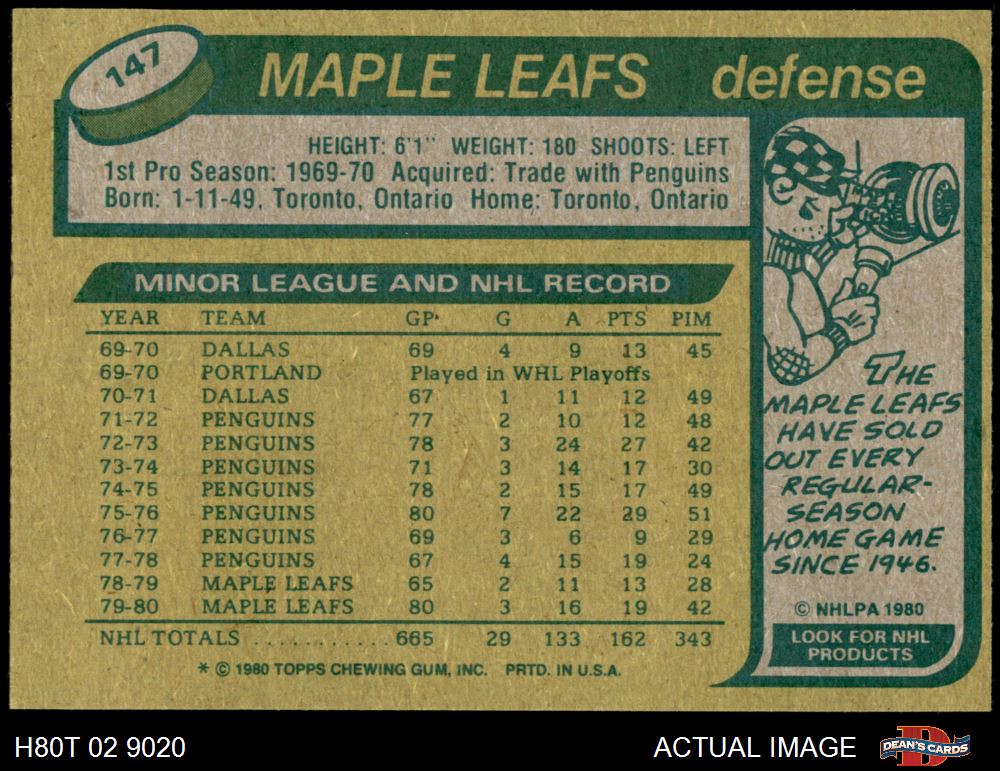 147
MAPLE LEAFS defense
HEIGHT: 6'1" WEIGHT: 180 SHOOTS: LEFT
1st Pro Season: 1969-70 Acquired: Trade with Penguins
Born: 1-11-49, Toronto, Ontario Home: Toronto, Ontario
MINOR LEAGUE AND NHL RECORD
YEAR TEAM GP G A PTS PIM
69-70 DALLAS 69 4 9 13 45
69-70 PORTLAND Played in WHL Playoffs
70-71 DALLAS 67 1 11 12 49
71-72 PENGUINS 77 2 10 12 48
72-73 PENGUINS 78 3 24 27 42
73-74 PENGUINS 71 3 14 17 30
74-75 PENGUINS 78 2 15 17 49
75-76 PENGUINS 80 7 22 29 51
76-77 PENGUINS 69 3 6 9 29
77-78 PENGUINS 67 4 15 19 24
78-79 MAPLE LEAFS 65 2 11 13 28
79-80 MAPLE LEAFS 80 3 16 19 42
NHL TOTALS . . . . . . . . . . . 665 29 133 162 343
* © 1980 TOPPS CHEWING GUM, INC. PRTD. IN U.S.A.
THE
MAPLE LEAFS
HAVE SOLD
OUT EVERY
REGULAR-
SEASON
HOME GAME
SINCE 1946.
© NHLPA 1980
LOOK FOR NHL
PRODUCTS
H80T 02 9020
ACTUAL IMAGE
DEAN'S CARDS